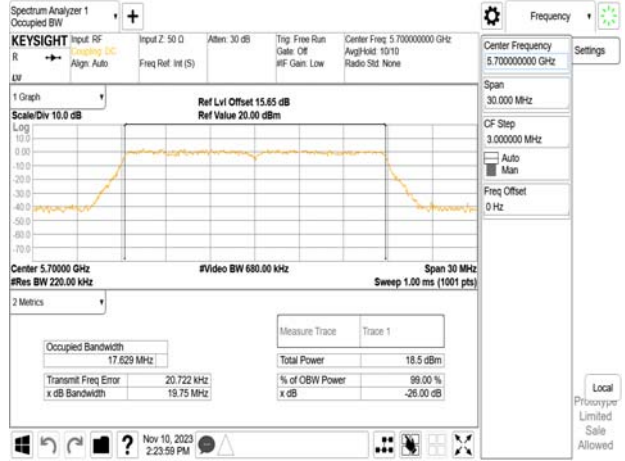 Spectrum Analyzer 1
Occupied BW
Frequency
KEYSIGHT
R
Input: RF
Coupling: DC
Align: Auto
Input Z: 50 Ω
Freq Ref: Int (S)
Atten: 30 dB
Trig: Free Run
Gate: Off
#IF Gain: Low
Center Freq: 5.700000000 GHz
Avg|Hold: 10/10
Radio Std: None
Center Frequency
5.700000000 GHz
Settings
Span
30.000 MHz
CF Step
3.000000 MHz
Auto
Man
Freq Offset
0 Hz
1 Graph
Scale/Div 10.0 dB
Ref Lvl Offset 15.65 dB
Ref Value 20.00 dBm
Log
10.0
0.00
-10.0
-20.0
-30.0
-40.0
-50.0
-60.0
-70.0
Center 5.70000 GHz
#Video BW 680.00 kHz
Span 30 MHz
#Res BW 220.00 kHz
Sweep 1.00 ms (1001 pts)
2 Metrics
Measure Trace
Trace 1
Occupied Bandwidth
17.629 MHz
Total Power
18.5 dBm
Transmit Freq Error
20.722 kHz
% of OBW Power
99.00 %
x dB Bandwidth
19.75 MHz
x dB
-26.00 dB
Local
Prototype
Limited
Sale
Allowed
?
Nov 10, 2023
2:23:59 PM